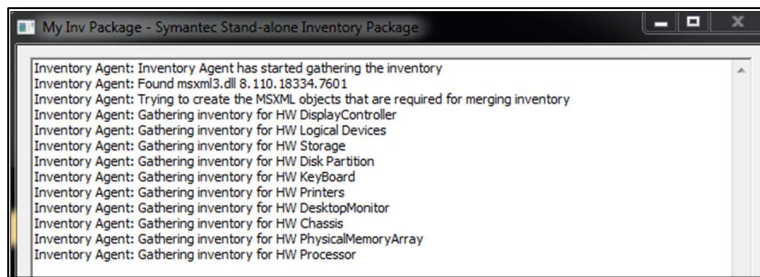 My Inv Package - Symantec Stand-alone Inventory Package
Inventory Agent: Inventory Agent has started gathering the inventory
Inventory Agent: Found msxml3.dll 8.110.18334.7601
Inventory Agent: Trying to create the MSXML objects that are required for merging inventory
Inventory Agent: Gathering inventory for HW DisplayController
Inventory Agent: Gathering inventory for HW Logical Devices
Inventory Agent: Gathering inventory for HW Storage
Inventory Agent: Gathering inventory for HW Disk Partition
Inventory Agent: Gathering inventory for HW KeyBoard
Inventory Agent: Gathering inventory for HW Printers
Inventory Agent: Gathering inventory for HW DesktopMonitor
Inventory Agent: Gathering inventory for HW Chassis
Inventory Agent: Gathering inventory for HW PhysicalMemoryArray
Inventory Agent: Gathering inventory for HW Processor